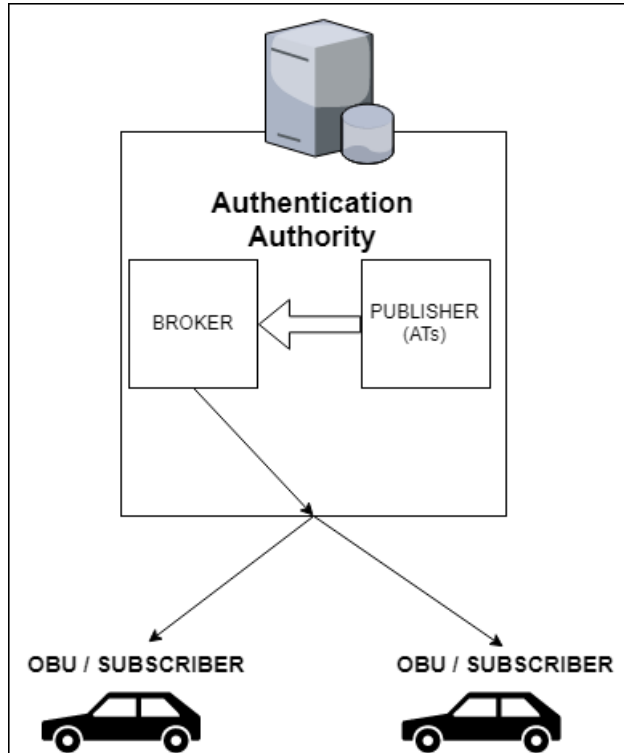 Authentication
Authority
BROKER
PUBLISHER
(ATs)
OBU / SUBSCRIBER
OBU / SUBSCRIBER